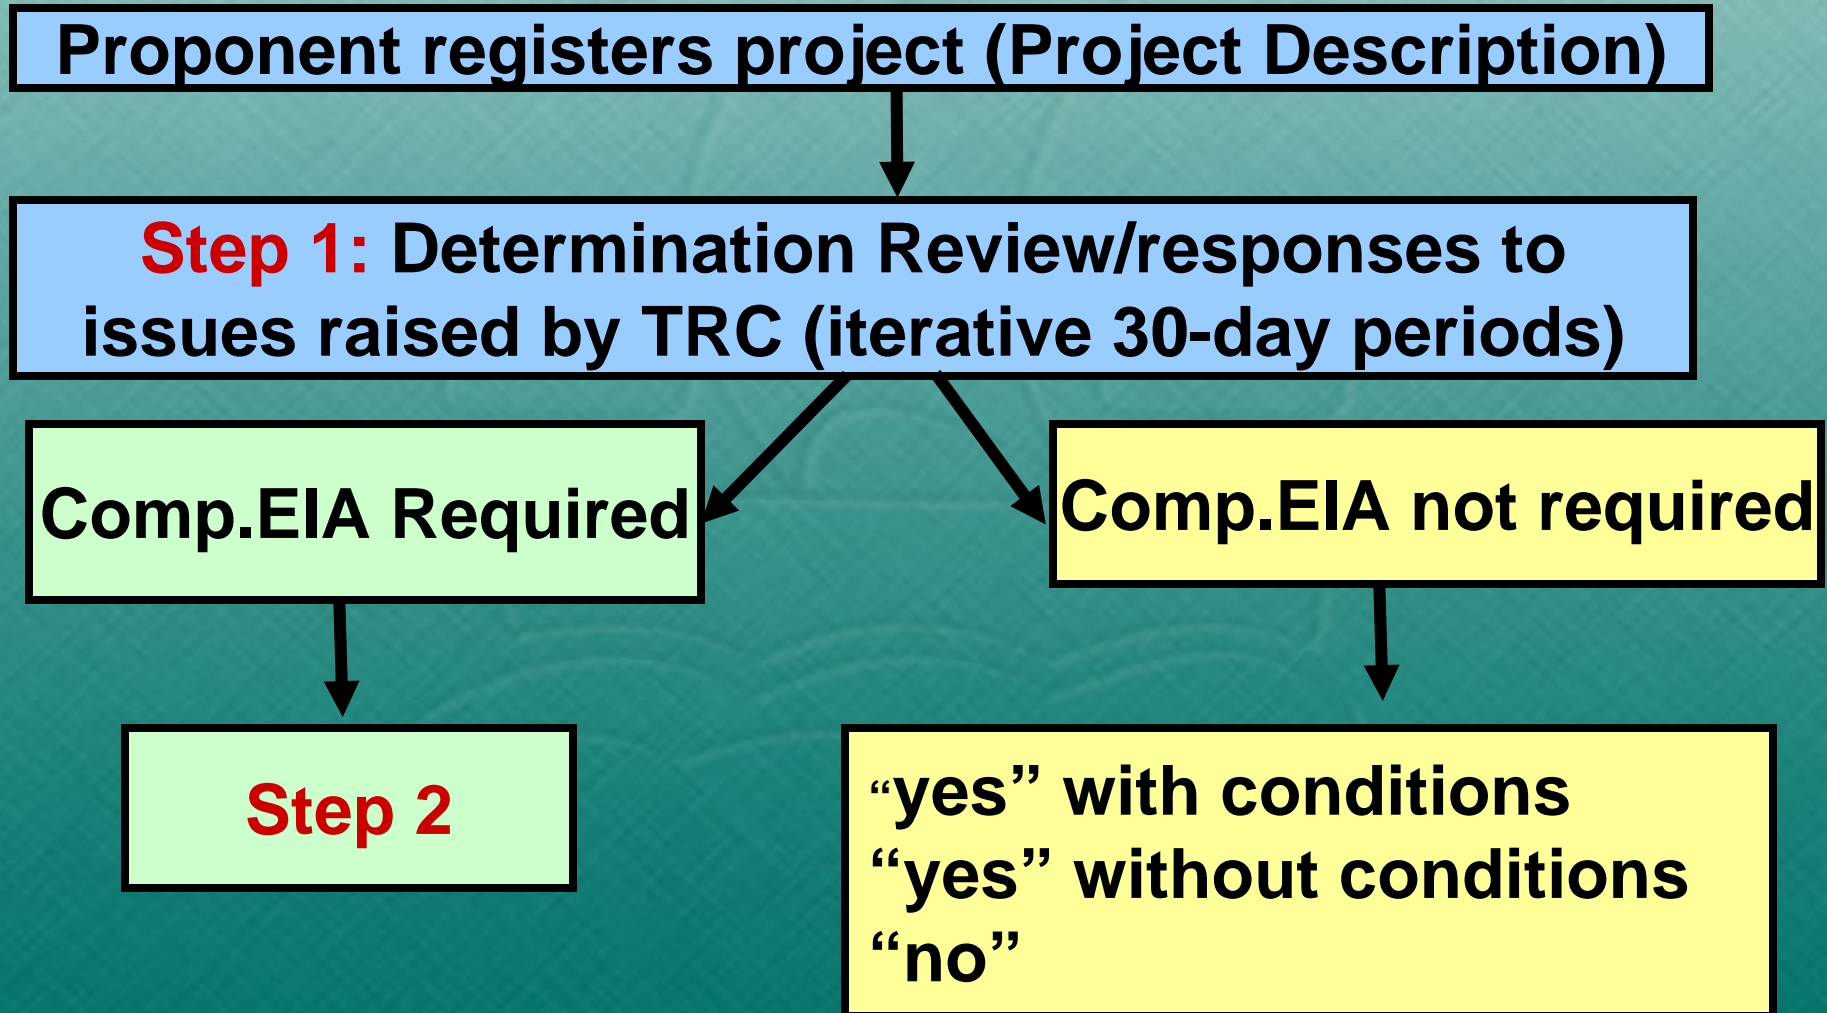 Proponent registers project (Project Description)
Step 1: Determination Review/responses to
issues raised by TRC (iterative 30-day periods)
Comp.EIA Required
Comp.EIA not required
Step 2
“yes” with conditions
“yes” without conditions
“no”